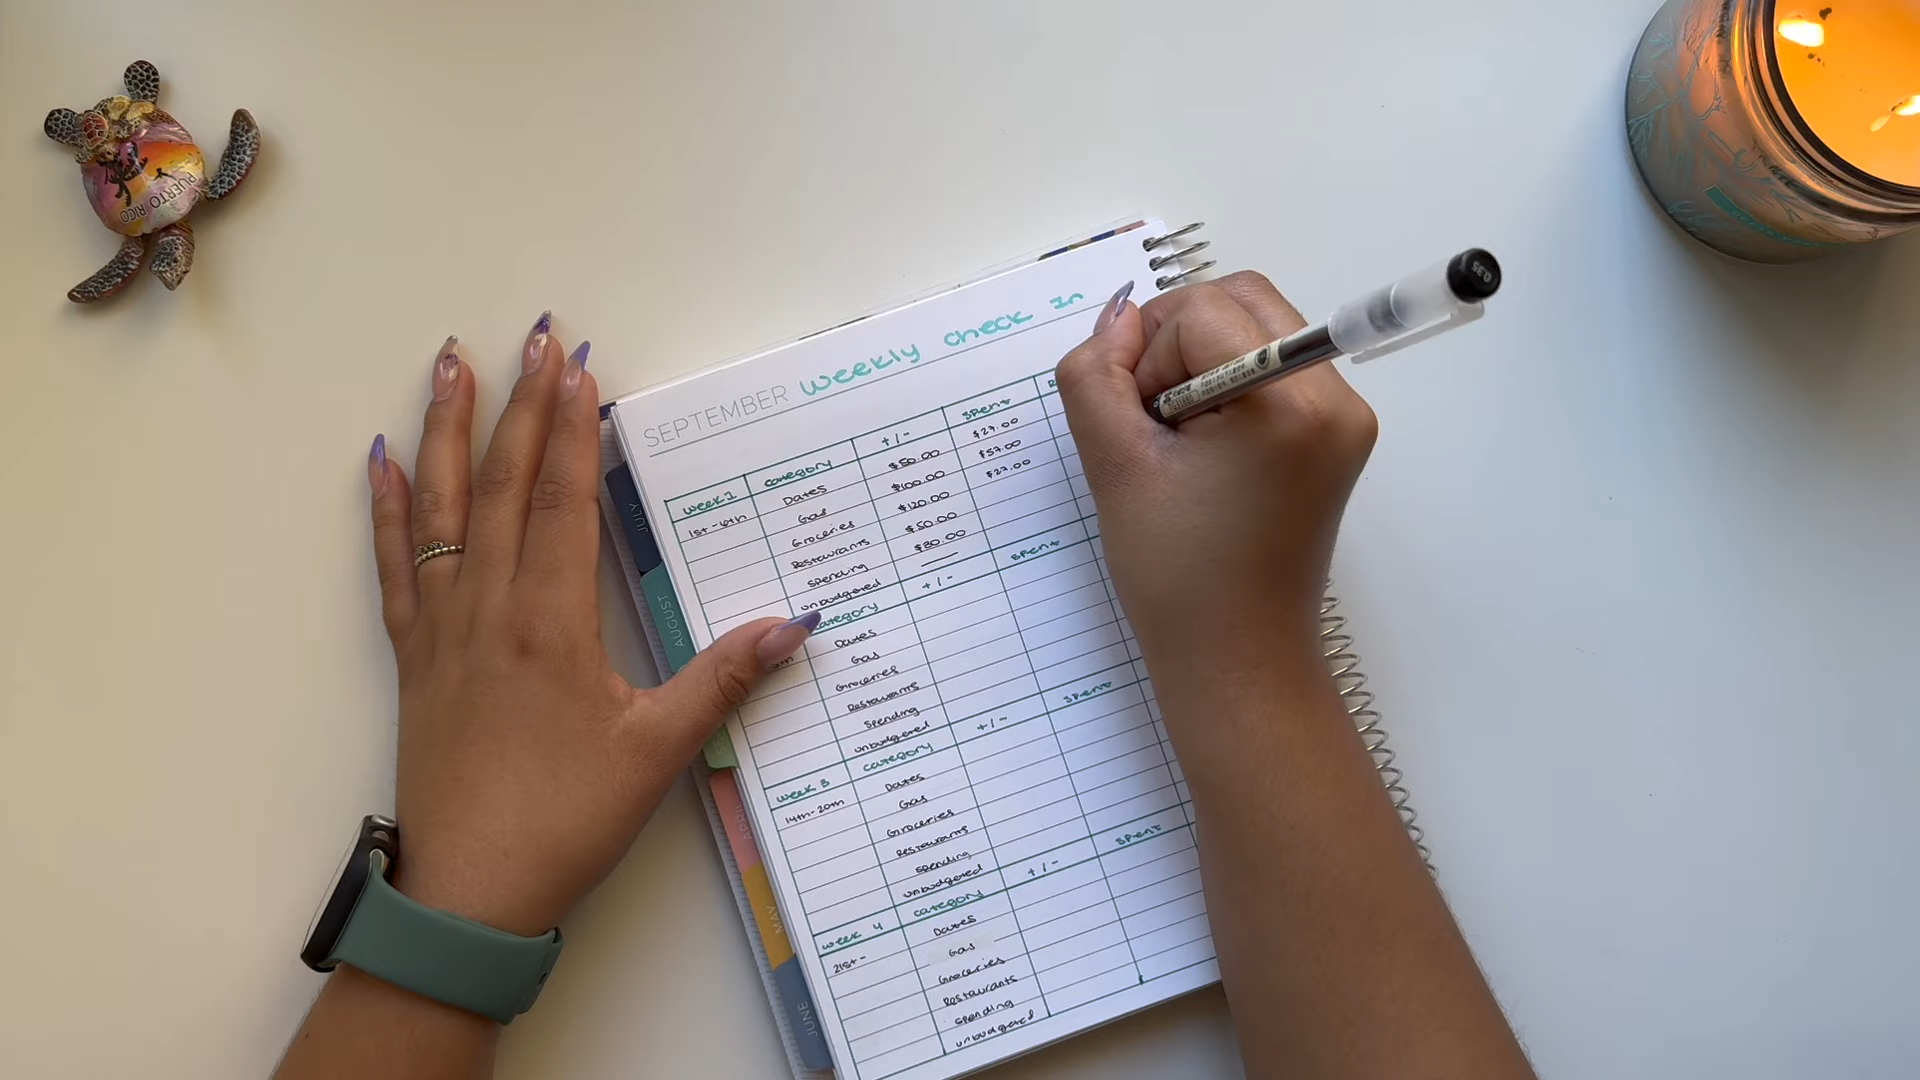 PUERTO RICO
0.35
SEPTEMBER weekly check In
week 1 category +/- spent
1st-6th Dates $50.00 $27.00
Gas $100.00 $57.00
Groceries $120.00 $27.00
Restaurants $50.00
Spending $80.00
unbudgeted —
category +/- spent
Dates
Gas
Groceries
Restaurants
Spending
unbudgeted
week 3 category +/- spent
14th-20th Dates
Gas
Groceries
Restaurants
Spending
unbudgeted
week 4 category +/- spent
21st- Dates
Gas
Groceries
Restaurants
Spending
unbudgeted
JULY
AUGUST
APRIL
MAY
JUNE